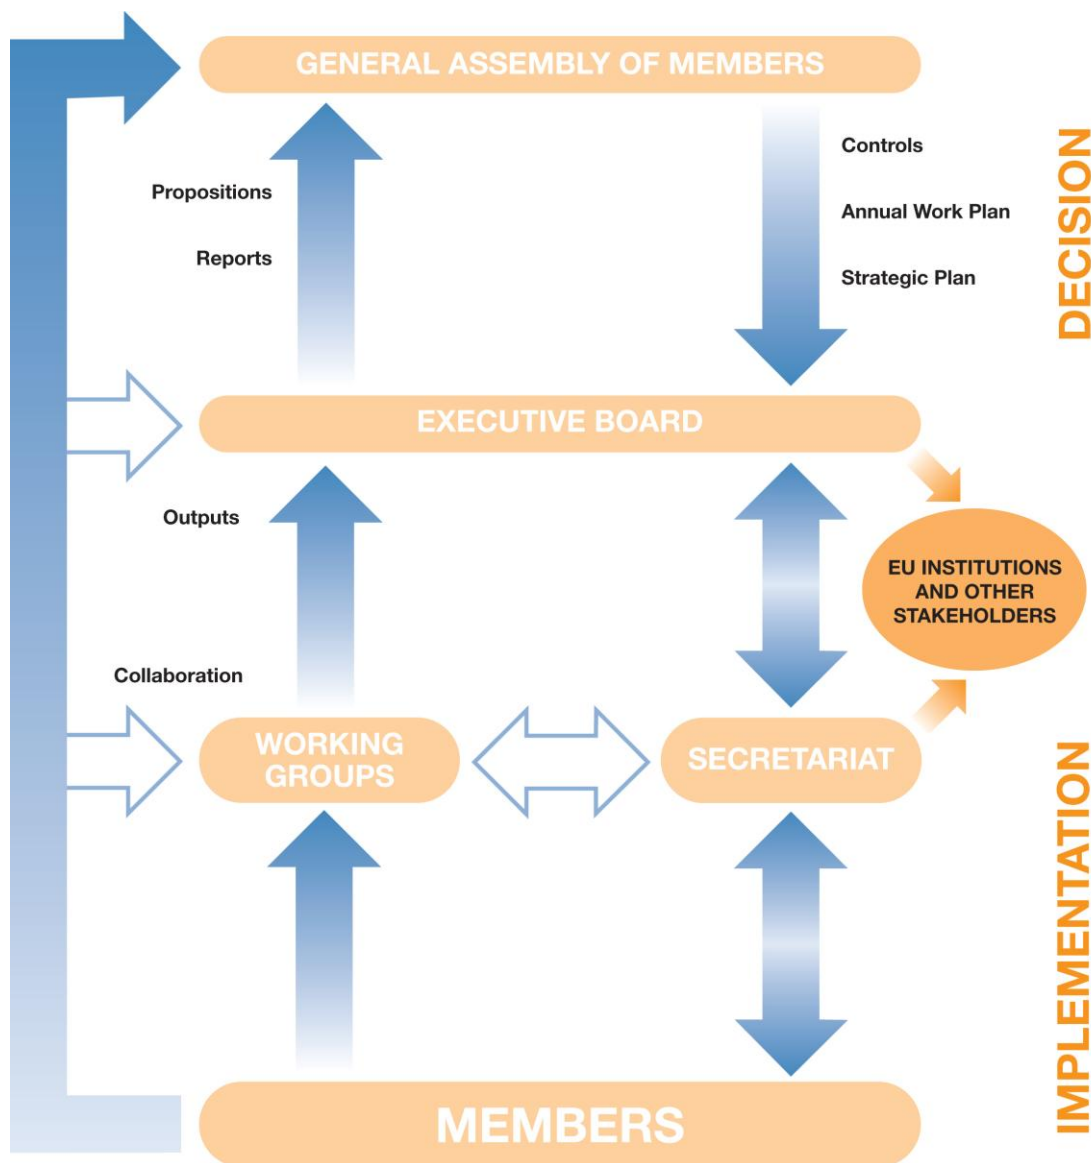 GENERAL ASSEMBLY OF MEMBERS
Propositions
Reports
Controls
Annual Work Plan
Strategic Plan
DECISION
EXECUTIVE BOARD
Outputs
EU INSTITUTIONS
AND OTHER
STAKEHOLDERS
Collaboration
WORKING
GROUPS
SECRETARIAT
IMPLEMENTATION
MEMBERS